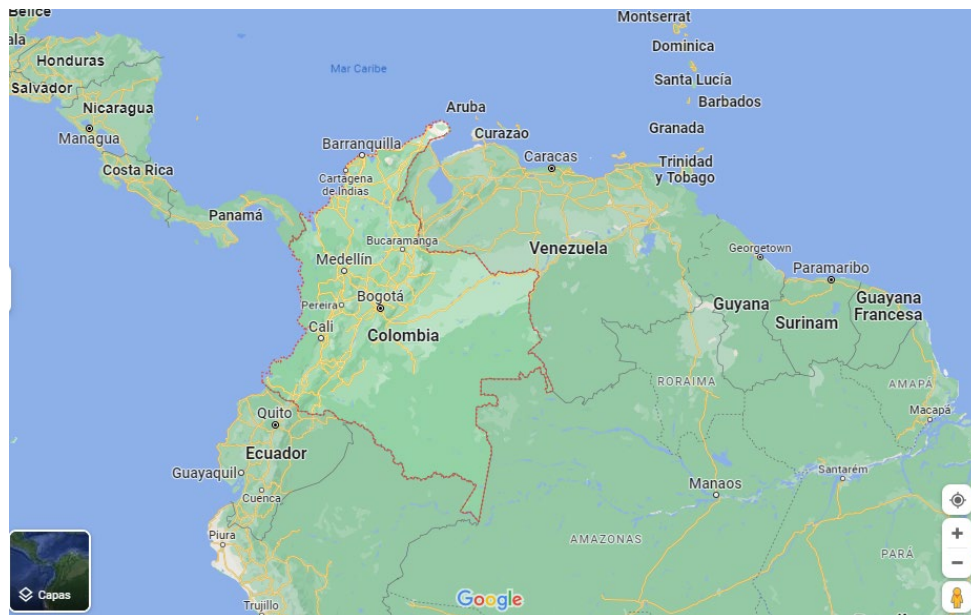 Belice
ala
Honduras
Salvador
Nicaragua
Managua
Costa Rica
Panamá
Mar Caribe
Montserrat
Dominica
Santa Lucía
Barbados
Granada
Trinidad
y Tobago
Aruba
Curazao
Caracas
Barranquilla
Cartagena
de Indias
Bucaramanga
Medellín
Pereira
Bogotá
Cali
Colombia
Venezuela
Georgetown
Paramaribo
Guyana
Surinam
Guayana
Francesa
RORAIMA
AMAPÁ
Macapá
Quito
Ecuador
Guayaquil
Cuenca
Manaos
Santarém
AMAZONAS
PARÁ
Piura
Trujillo
Capas
Google